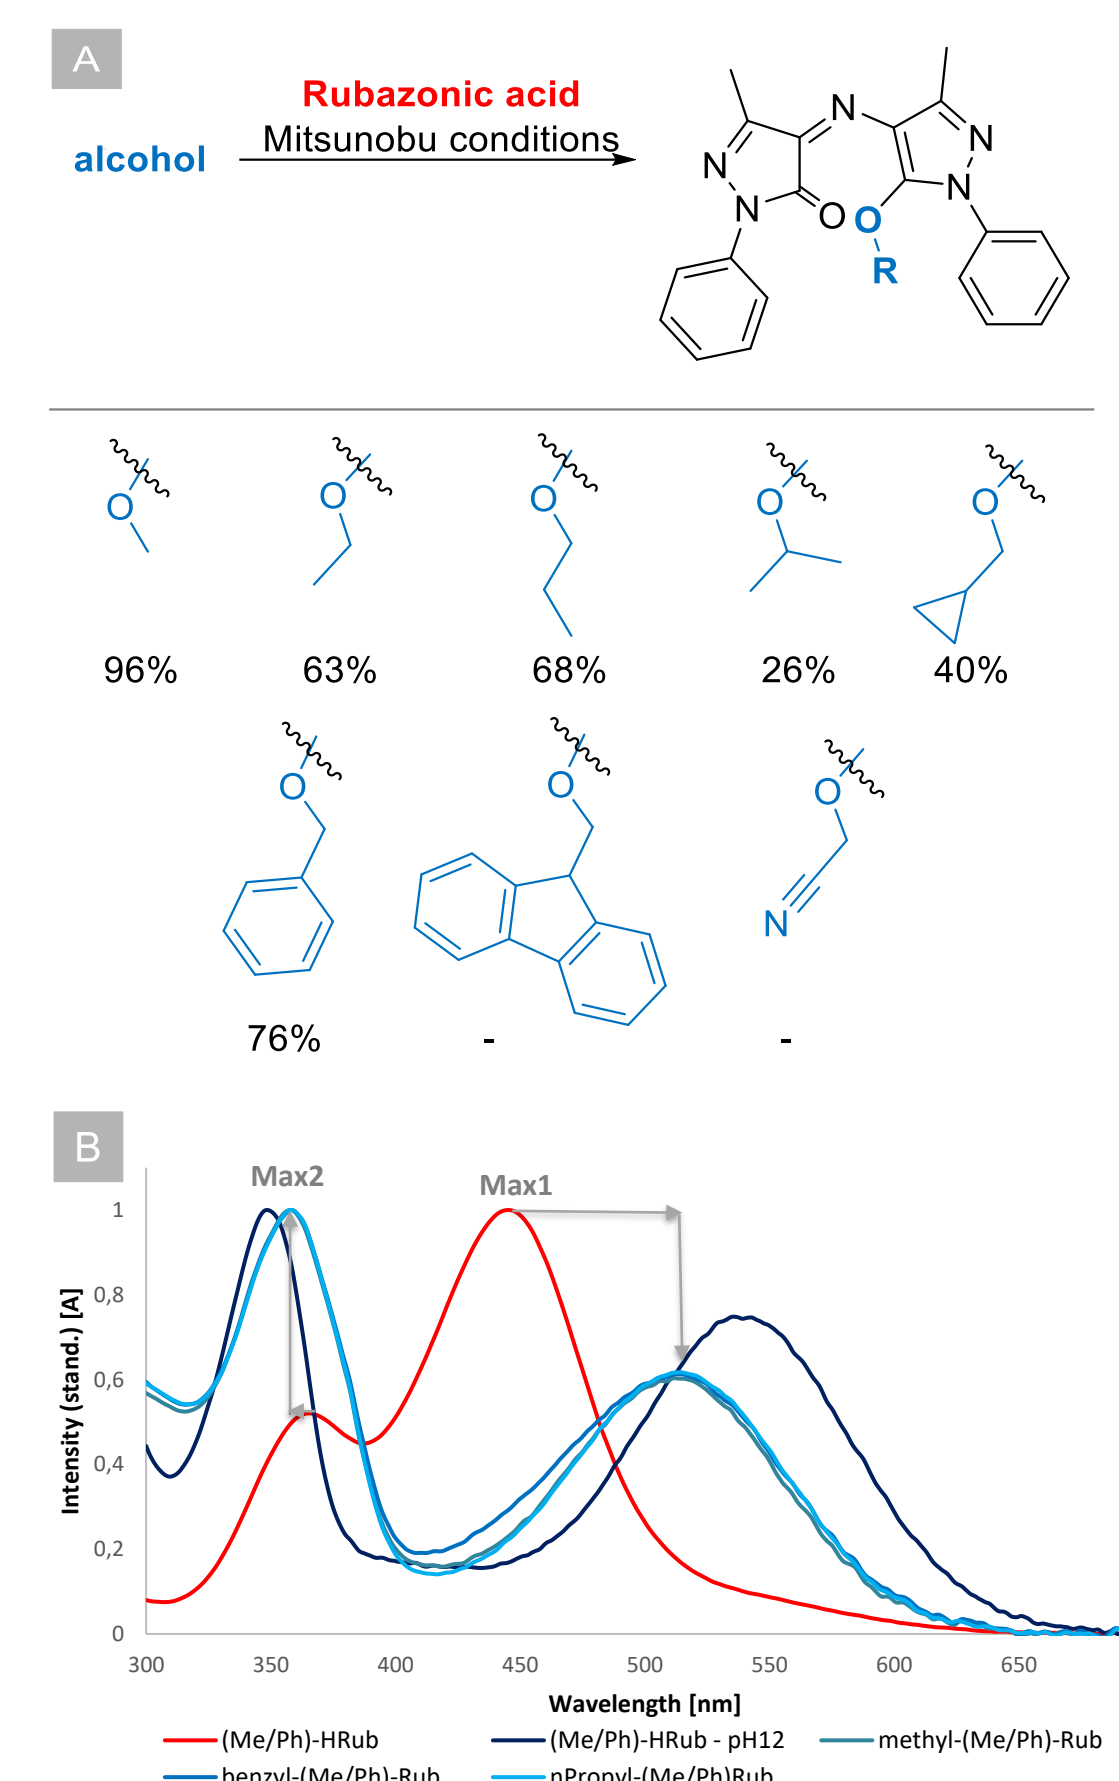 A
Rubazonic acid
alcohol
Mitsunobu conditions
N
N
N
N
N
O
O
R
O
O
O
O
O
96%
63%
68%
26%
40%
O
O
O
N
76%
-
-
B
Max2
Max1
Intensity (stand.) [A]
1
0,8
0,6
0,4
0,2
0
300 350 400 450 500 550 600 650
Wavelength [nm]
(Me/Ph)-HRub
(Me/Ph)-HRub - pH12
methyl-(Me/Ph)-Rub
benzyl-(Me/Ph)-Rub
nPropyl-(Me/Ph)Rub